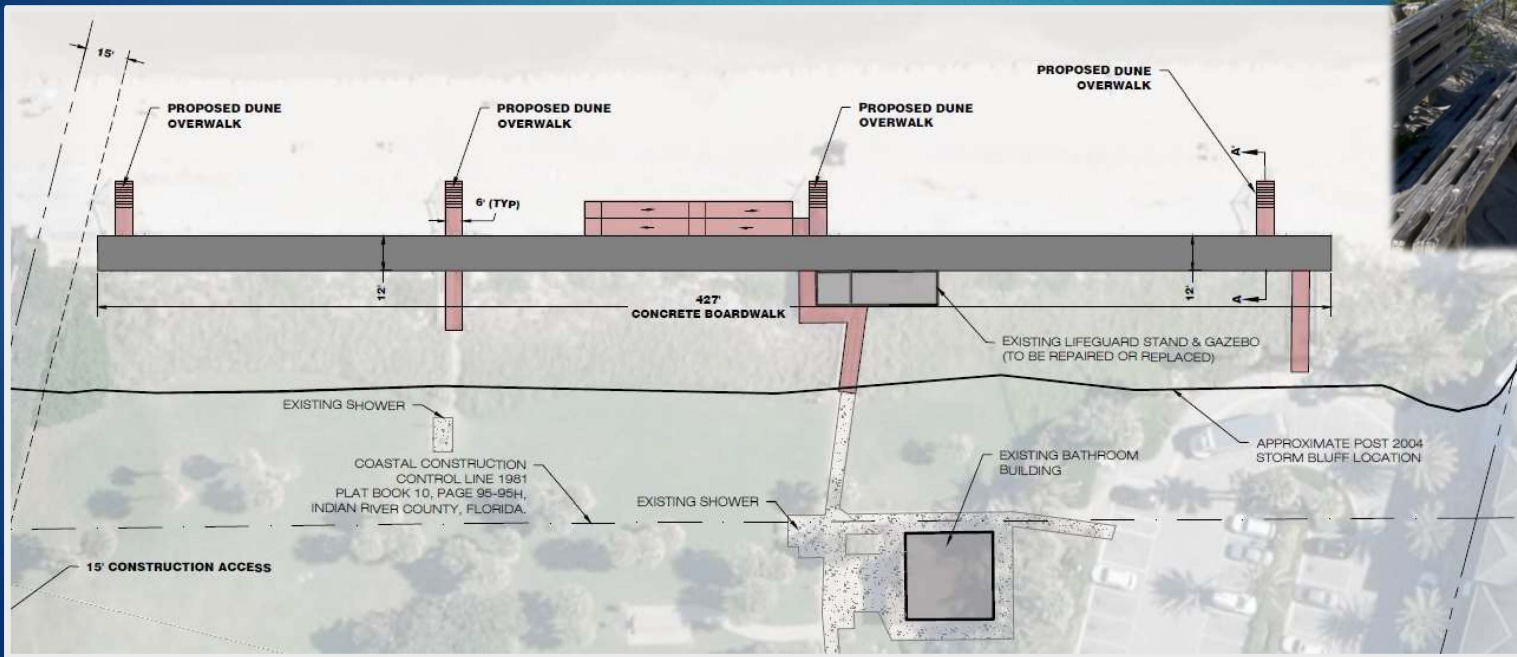 15'
PROPOSED DUNE
OVERWALK
PROPOSED DUNE
OVERWALK
PROPOSED DUNE
OVERWALK
PROPOSED DUNE
OVERWALK
A'
6' (TYP)
12'
427'
CONCRETE BOARDWALK
12'
A
EXISTING LIFEGUARD STAND & GAZEBO
(TO BE REPAIRED OR REPLACED)
EXISTING SHOWER
COASTAL CONSTRUCTION
CONTROL LINE 1981
PLAT BOOK 10, PAGE 95-95H,
INDIAN RIVER COUNTY, FLORIDA.
EXISTING SHOWER
EXISTING BATHROOM
BUILDING
APPROXIMATE POST 2004
STORM BLUFF LOCATION
15' CONSTRUCTION ACCESS